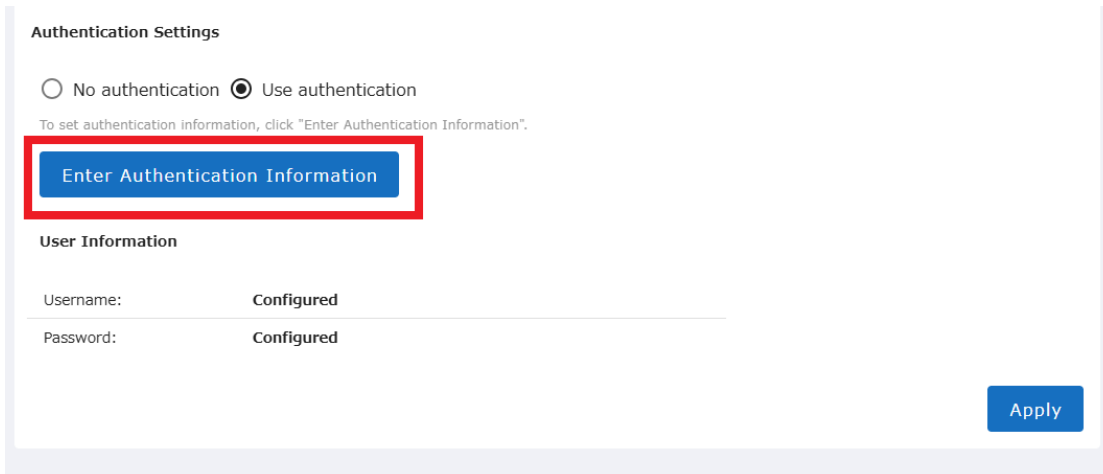 Authentication Settings
No authentication Use authentication
To set authentication information, click "Enter Authentication Information".
Enter Authentication Information
User Information
Username: Configured
Password: Configured
Apply